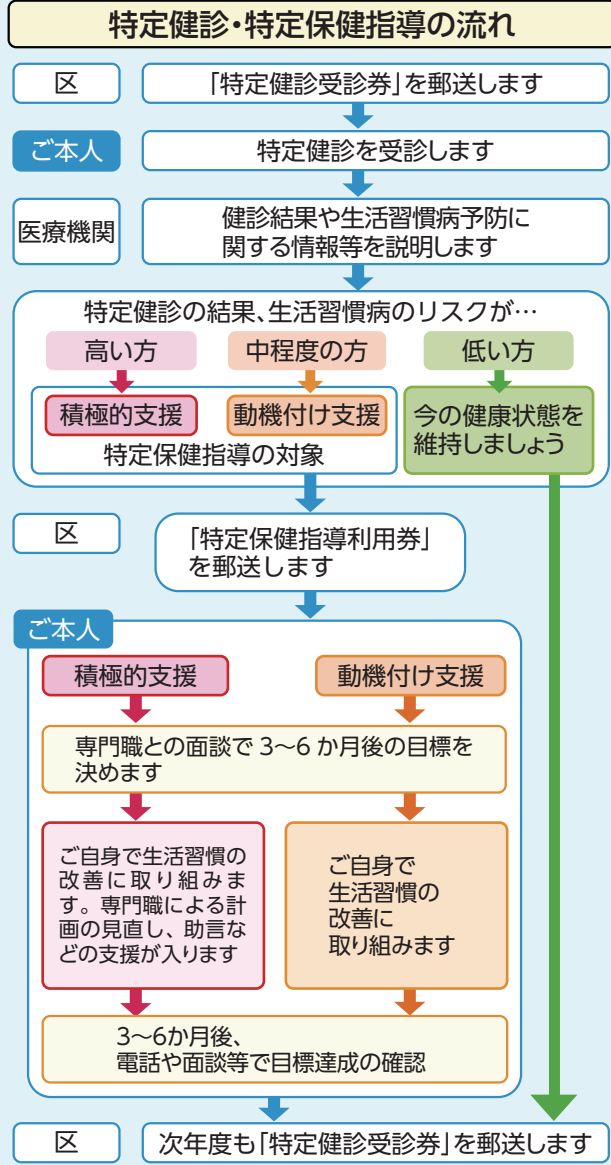 特定健診・特定保健指導の流れ
区
「特定健診受診券」を郵送します
ご本人
特定健診を受診します
医療機関
健診結果や生活習慣病予防に
関する情報等を説明します
特定健診の結果、生活習慣病のリスクが…
高い方
中程度の方
低い方
積極的支援
動機付け支援
今の健康状態を
維持しましょう
特定保健指導の対象
区
「特定保健指導利用券」
を郵送します
ご本人
積極的支援
動機付け支援
専門職との面談で 3〜6 か月後の目標を
決めます
ご自身で生活習慣の
改善に取り組みま
す。専門職による計
画の見直し、助言な
どの支援が入ります
ご自身で
生活習慣の
改善に
取り組みます
3〜6か月後、
電話や面談等で目標達成の確認
区
次年度も「特定健診受診券」を郵送します